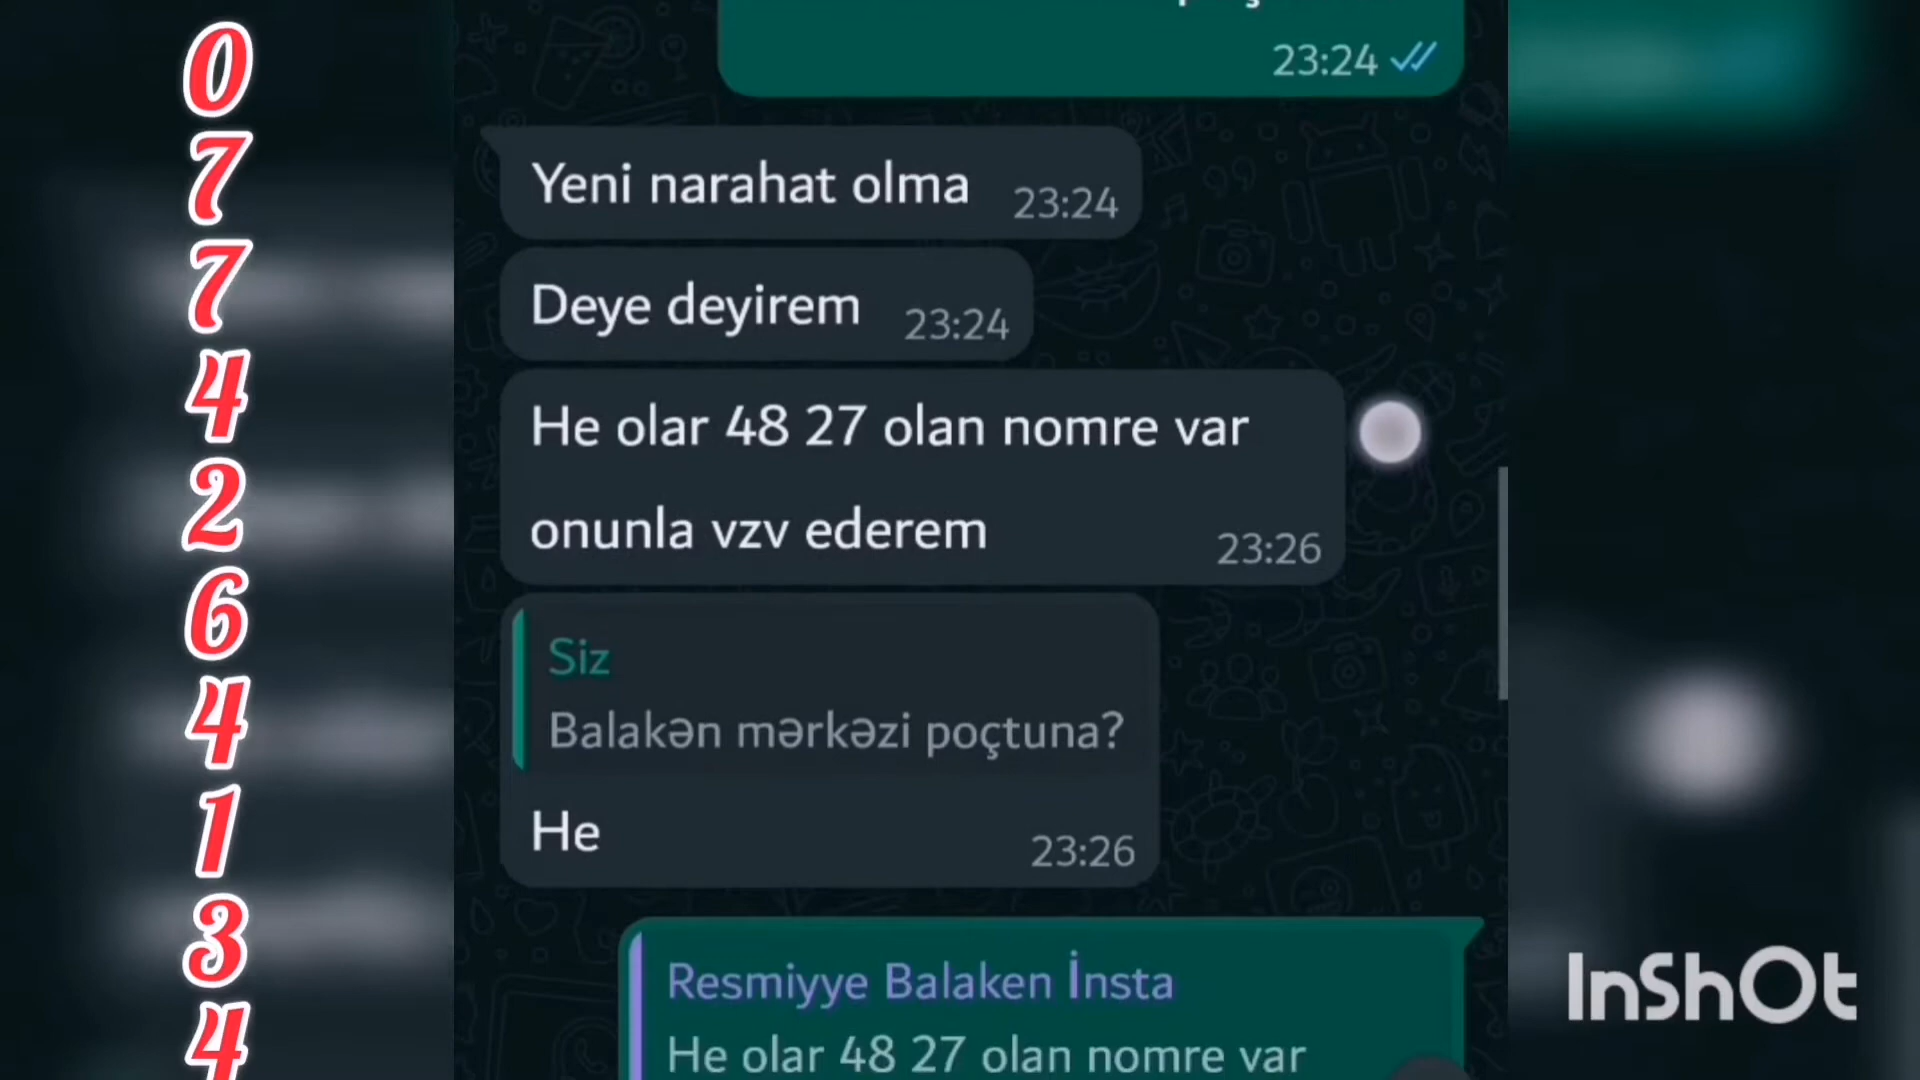 0
7
7
4
2
6
4
1
3
4
23:24
Yeni narahat olma 23:24
Deye deyirem 23:24
He olar 48 27 olan nomre var
onunla vzv ederem 23:26
Siz
Balakən mərkəzi poçtuna?
He 23:26
Resmiyye Balaken İnsta
He olar 48 27 olan nomre var
InShOt